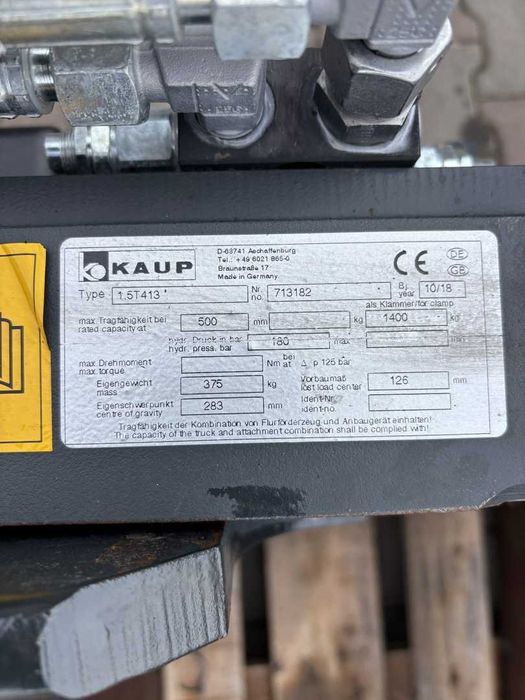 KAUP
D-63741 Aschaffenburg
Tel.: +49 6021 865-0
Braunstraße 17
Made in Germany
CE
DE
GB
Type 1.5T413
Nr. no. 713182
Bj. year 10/18
als Klammer/for clamp
max. Tragfähigkeit bei
rated capacity at 500 mm kg 1400 kg
hydr. Druck in bar
hydr. press. bar 180 max
max. Drehmoment
max. torque Nm bei at Δ p 125 bar
Eigengewicht
mass 375 kg
Vorbaumaß
lost load center 126 mm
Eigenschwerpunkt
centre of gravity 283 mm
Ident-Nr.
ident-no.
Tragfähigkeit der Kombination von Flurförderzeug und Anbaugerät einhalten!
The capacity of the truck and attachment combination shall be complied with!